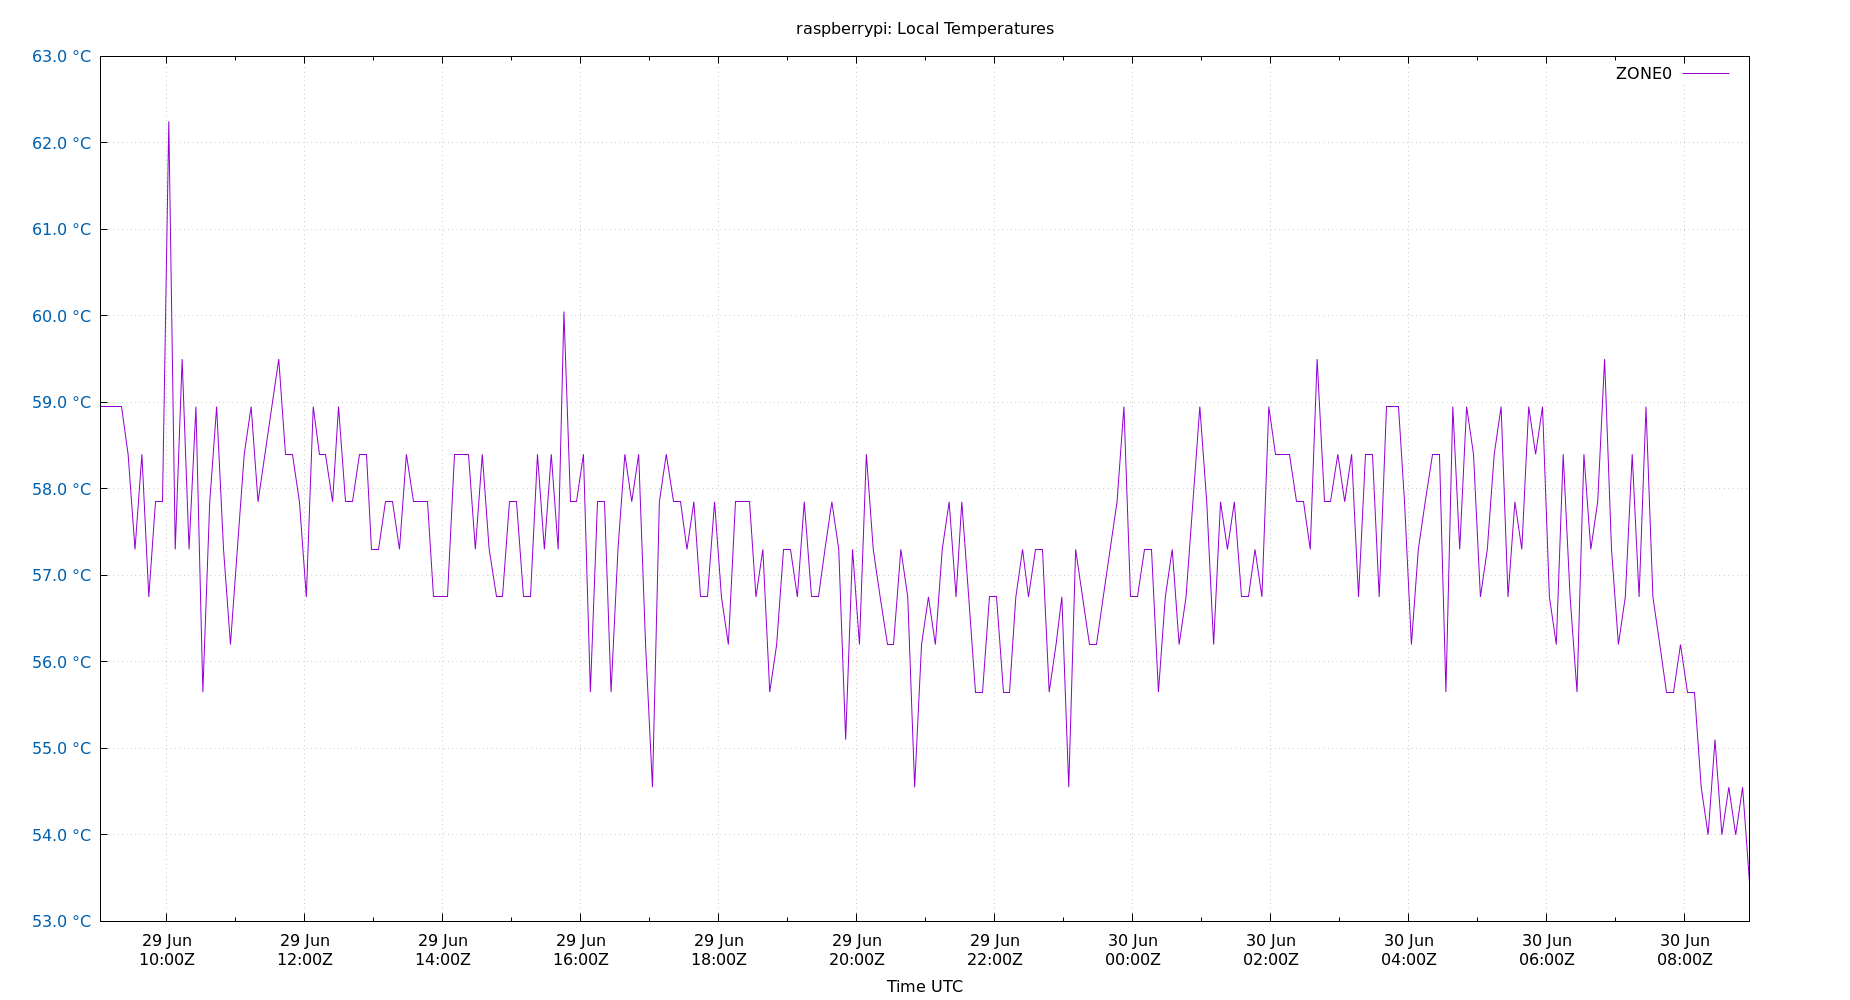 raspberrypi: Local Temperatures
63.0 °C
ZONE0
62.0 °C
61.0 °C
60.0 °C
59.0 °C
58.0 °C
57.0 °C
56.0 °C
55.0 °C
54.0 °C
53.0 °C
29 Jun 29 Jun 29 Jun 29 Jun 29 Jun 29 Jun 29 Jun 30 Jun 30 Jun 30 Jun 30 Jun 30 Jun
10:00Z 12:00Z 14:00Z 16:00Z 18:00Z 20:00Z 22:00Z 00:00Z 02:00Z 04:00Z 06:00Z 08:00Z
Time UTC